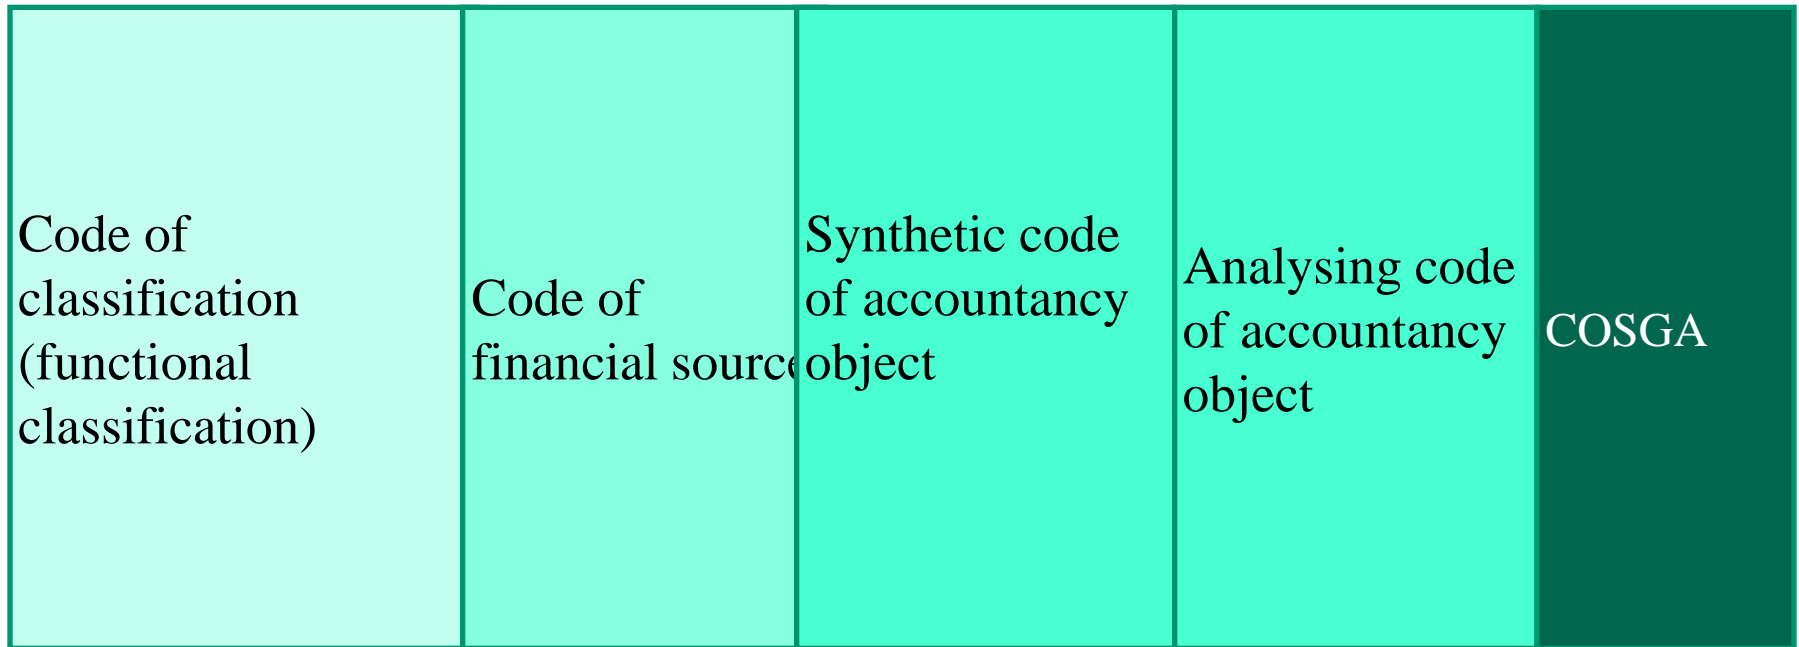 Code of
classification
(functional
classification)
Code of
financial source
Synthetic code
of accountancy
object
Analysing code
of accountancy
object
COSGA